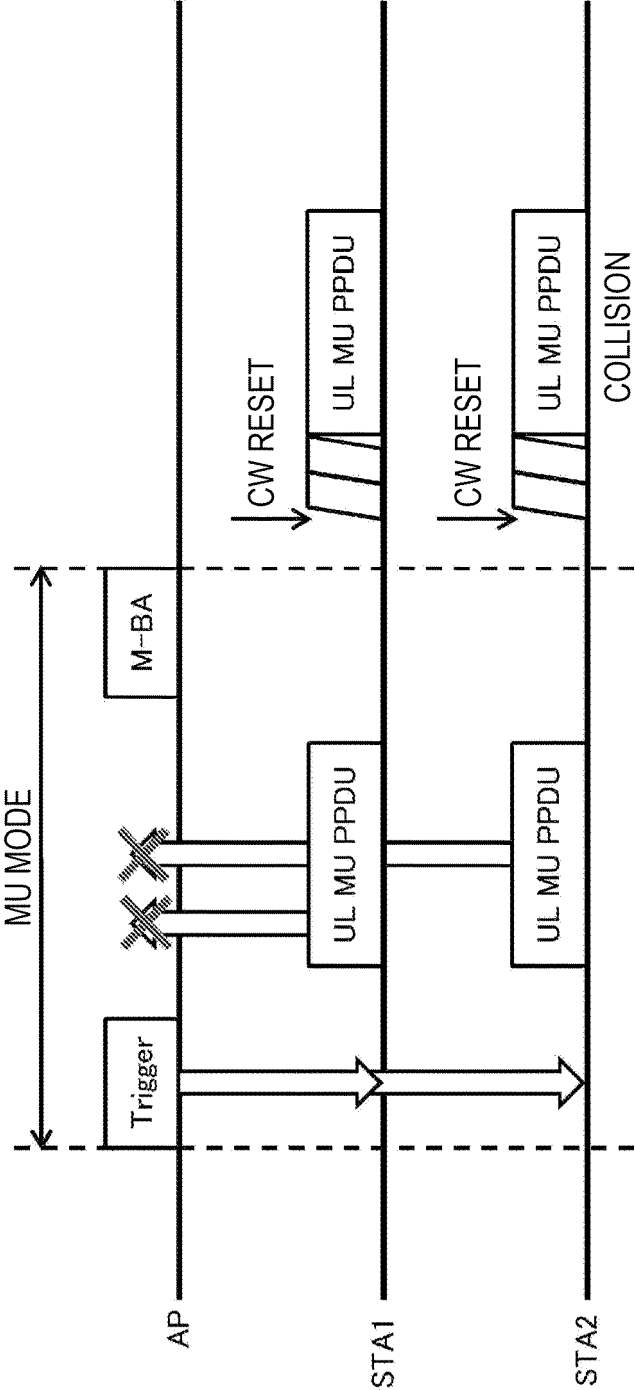 MU MODE
AP
Trigger
M-BA
STA1
UL MU PPDU
CW RESET
UL MU PPDU
STA2
UL MU PPDU
CW RESET
UL MU PPDU
COLLISION